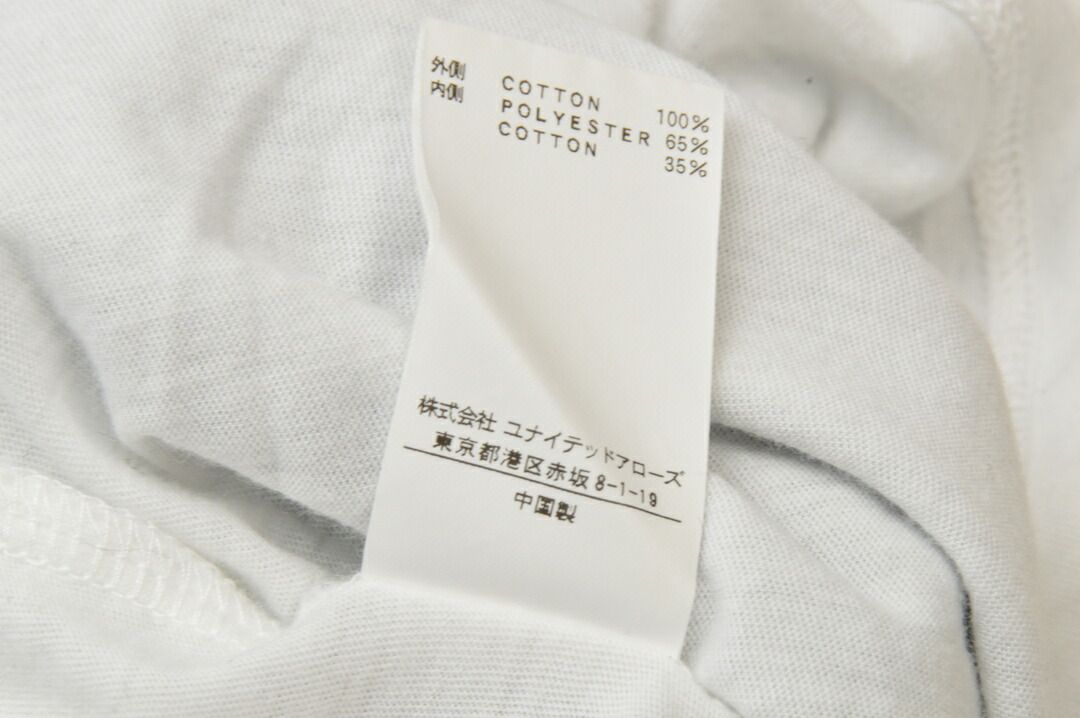 外側 COTTON 100%
内側 POLYESTER 65%
COTTON 35%
株式会社 ユナイテッドアローズ
東京都港区赤坂 8-1-19
中国製